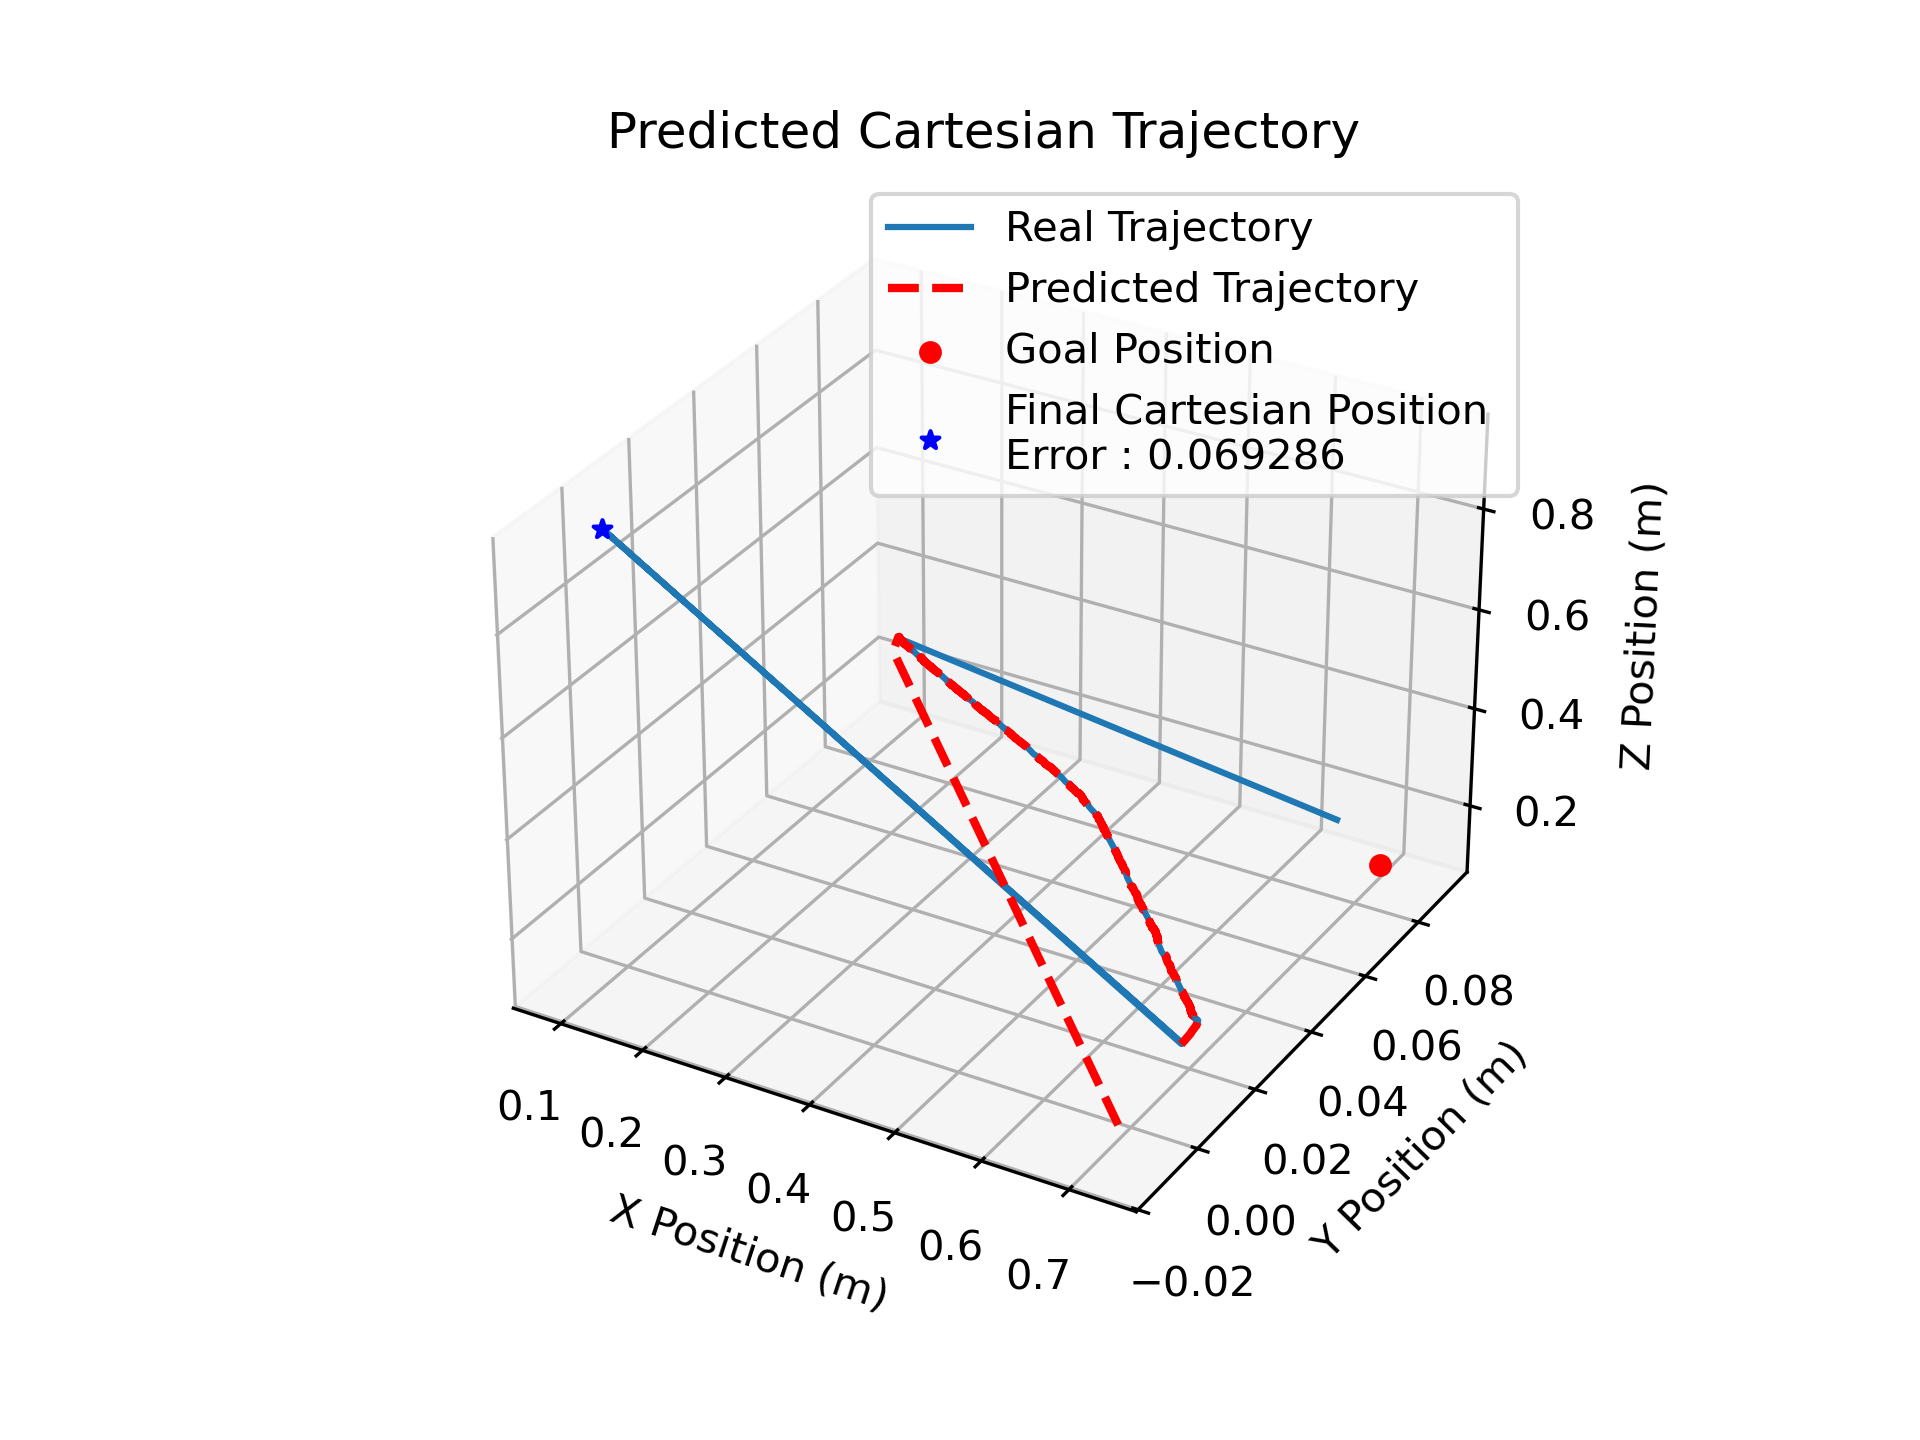 Predicted Cartesian Trajectory
Real Trajectory
Predicted Trajectory
Goal Position
Final Cartesian Position
Error : 0.069286
0.8
0.6
0.4
0.2
Z Position (m)
0.08
0.06
0.04
0.02
0.00
−0.02
Y Position (m)
0.1
0.2
0.3
0.4
0.5
0.6
0.7
X Position (m)